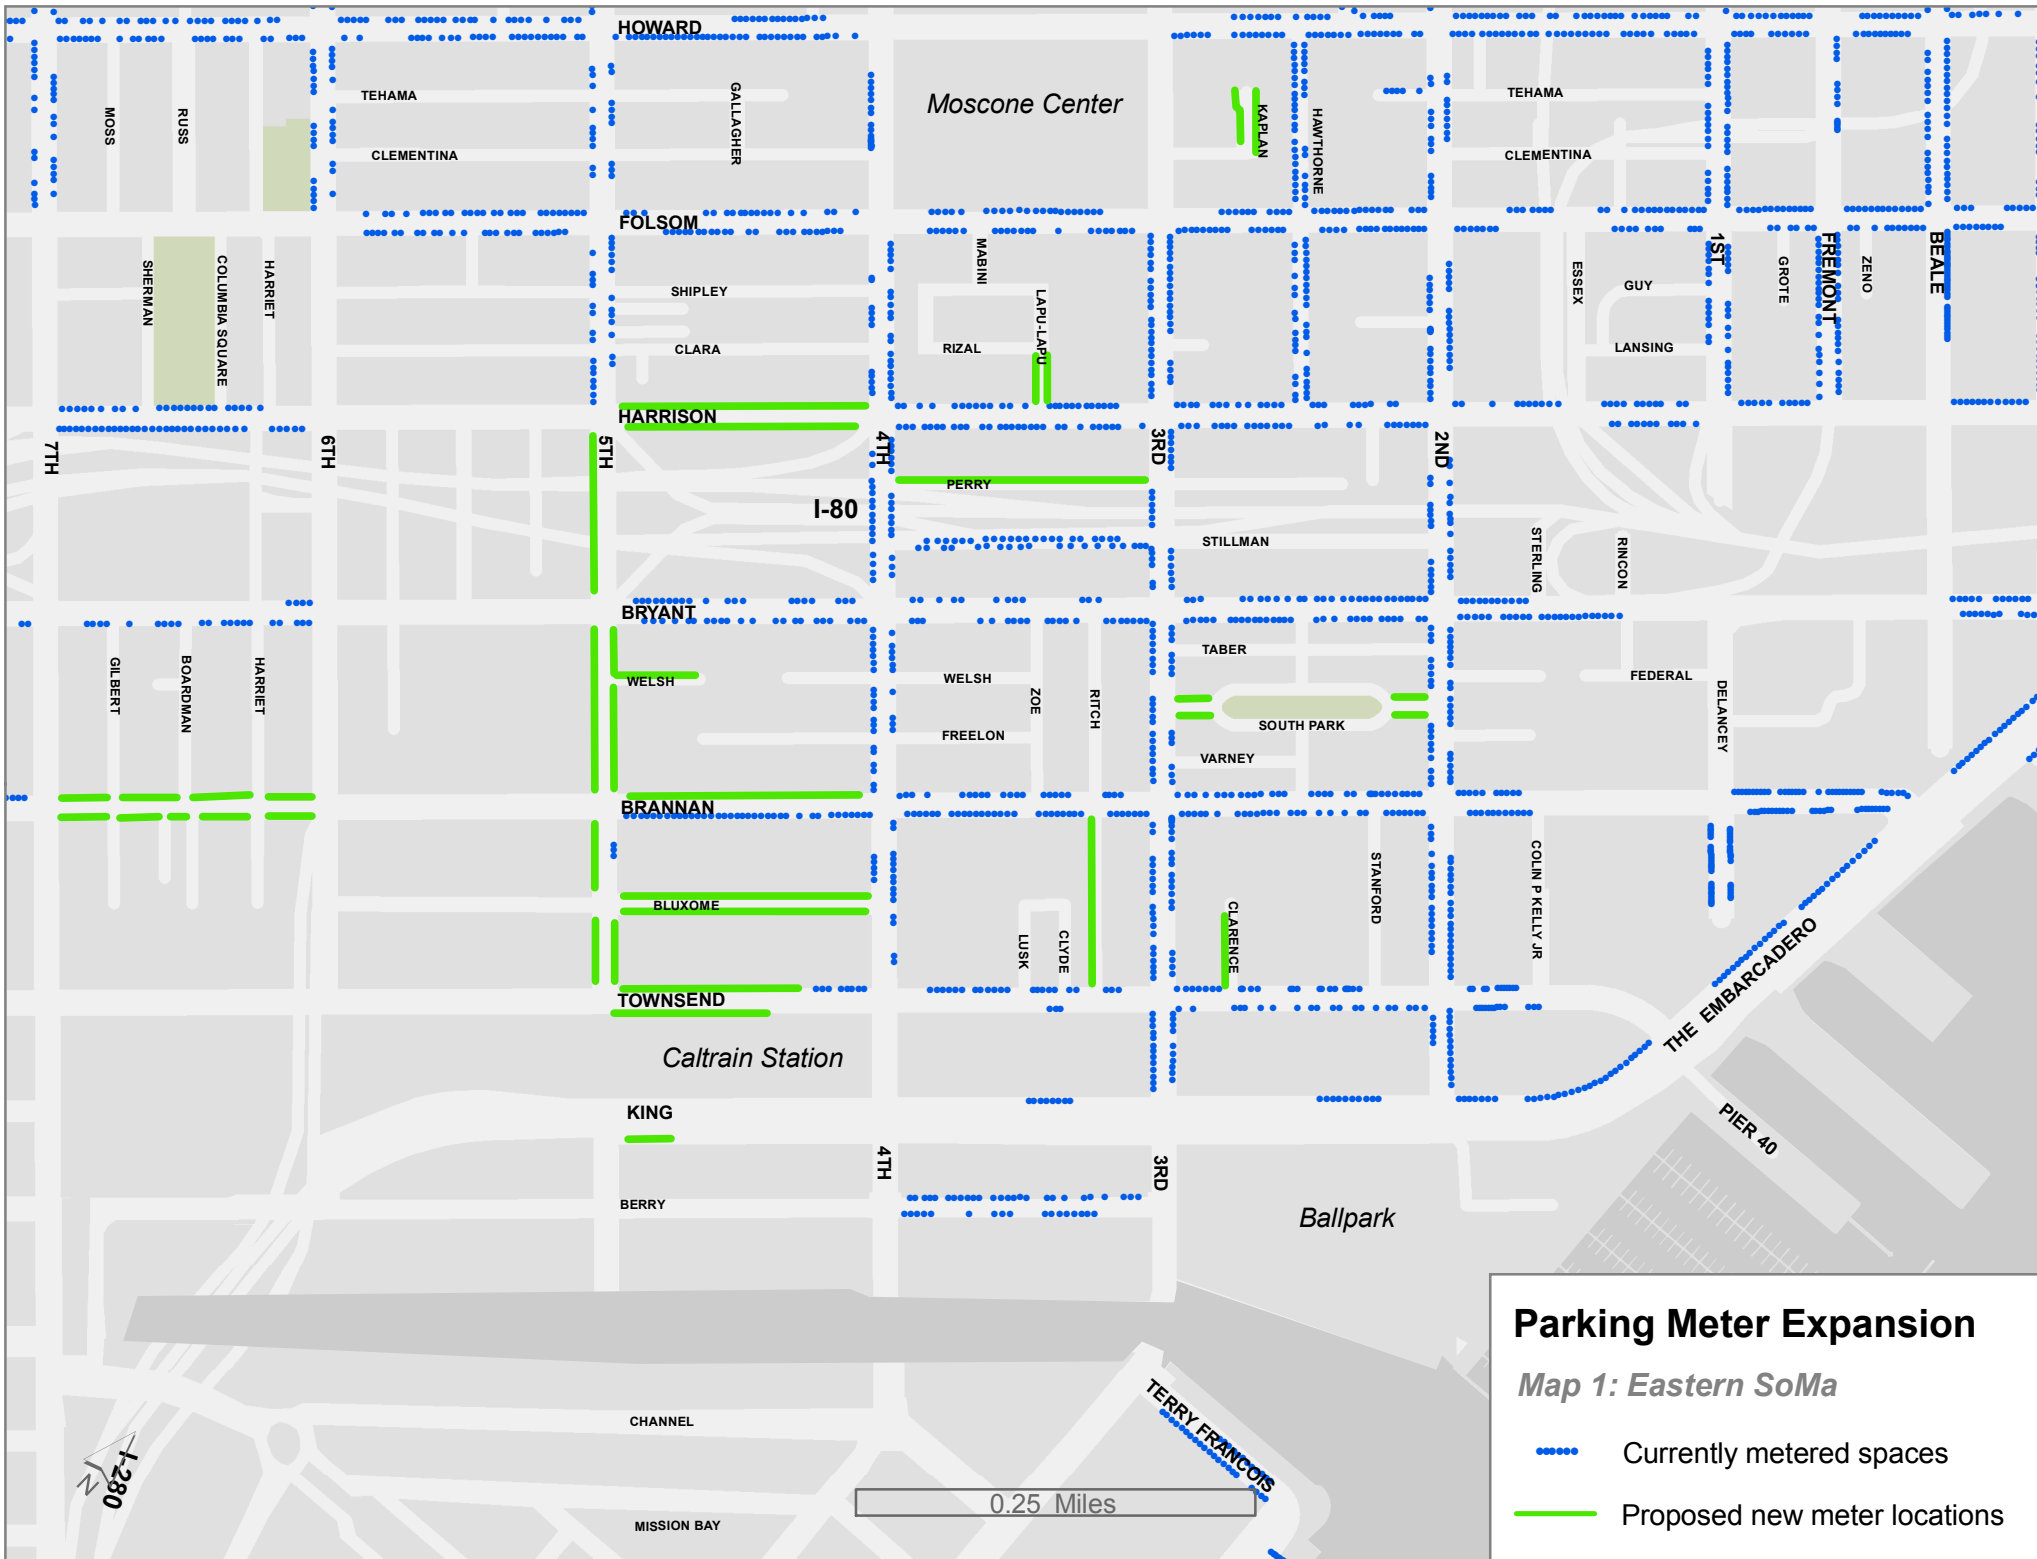 HOWARD
TEHAMA
MOSS
RUSS
GALLAGHER
Moscone Center
KAPLAN
HAWTHORNE
TEHAMA
CLEMENTINA
CLEMENTINA
FOLSOM
SHERMAN
COLUMBIA SQUARE
HARRIET
MABINI
1ST
FREMONT
BEALE
ESSEX
GROTE
ZENO
SHIPLEY
LAPU-LAPU
GUY
CLARA
RIZAL
LANSING
HARRISON
7TH
6TH
5TH
4TH
3RD
2ND
PERRY
I-80
STILLMAN
STERLING
RINCON
BRYANT
GILBERT
BOARDMAN
HARRIET
WELSH
WELSH
ZOE
RITCH
TABER
FEDERAL
DELANCEY
SOUTH PARK
FREELON
VARNEY
BRANNAN
BLUXOME
LUSK
CLYDE
CLARENCE
STANFORD
COLIN P KELLY JR
TOWNSEND
THE EMBARCADERO
Caltrain Station
KING
PIER 40
4TH
3RD
BERRY
Ballpark
TERRY FRANCOIS
CHANNEL
MISSION BAY
I-280
N
0.25 Miles
Parking Meter Expansion
Map 1: Eastern SoMa
Currently metered spaces
Proposed new meter locations